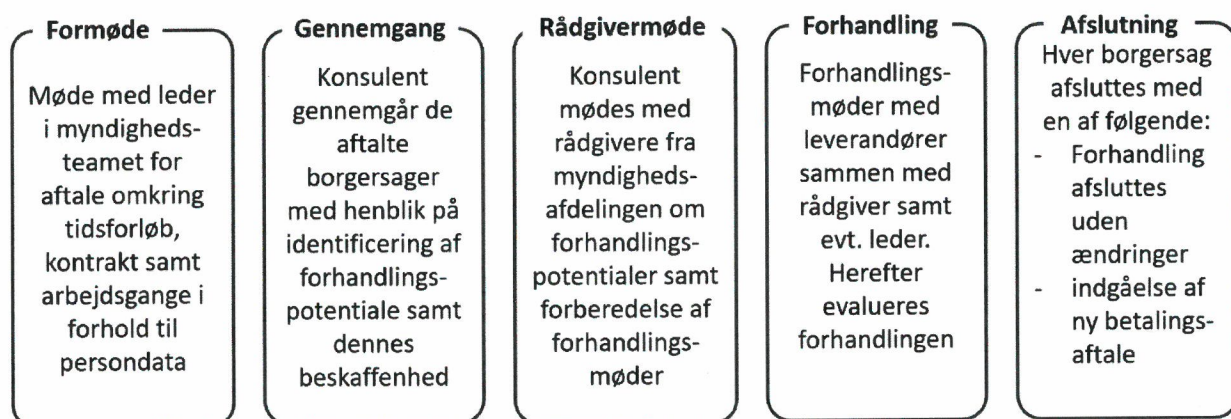 Formøde
Møde med leder
i myndigheds-
teamet for
aftale omkring
tidsforløb,
kontrakt samt
arbejdsgange i
forhold til
persondata
Gennemgang
Konsulent
gennemgår de
aftalte
borgersager
med henblik på
identificering af
forhandlings-
potentiale samt
dennes
beskaffenhed
Rådgivermøde
Konsulent
mødes med
rådgivere fra
myndigheds-
afdelingen om
forhandlings-
potentialer samt
forberedelse af
forhandlings-
møder
Forhandling
Forhandlings-
møder med
leverandører
sammen med
rådgiver samt
evt. leder.
Herefter
evalueres
forhandlingen
Afslutning
Hver borgersag
afsluttes med
en af følgende:
- Forhandling
afsluttes
uden
ændringer
- indgåelse af
ny betalings-
aftale